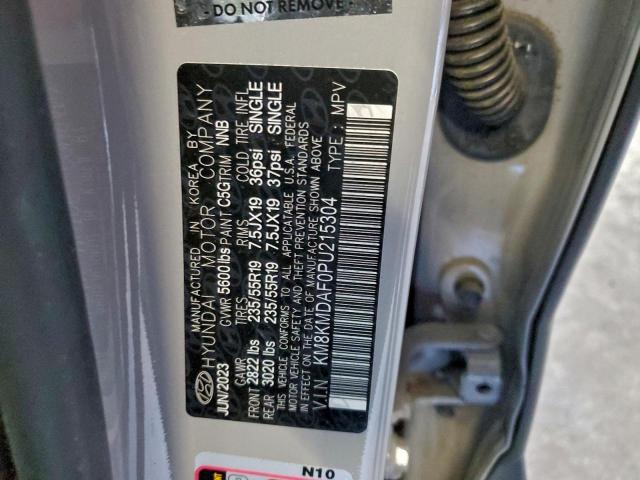 - DO NOT REMOVE -
MANUFACTURED IN KOREA BY
HYUNDAI MOTOR COMPANY
JUN/2023 GVWR 5600lbs PAINT C5G TRIM NNB
GAWR TIRES RIMS COLD TIRE INFL.
FRONT 2822 lbs 235/55R19 7.5JX19 36psi SINGLE
REAR 3020 lbs 235/55R19 7.5JX19 37psi SINGLE
THIS VEHICLE CONFORMS TO ALL APPLICABLE U.S.A. FEDERAL
MOTOR VEHICLE SAFETY AND THEFT PREVENTION STANDARDS
IN EFFECT ON THE DATE OF MANUFACTURE SHOWN ABOVE
V.I.N : KM8KMDAF0PU215304 TYPE : MPV
N10